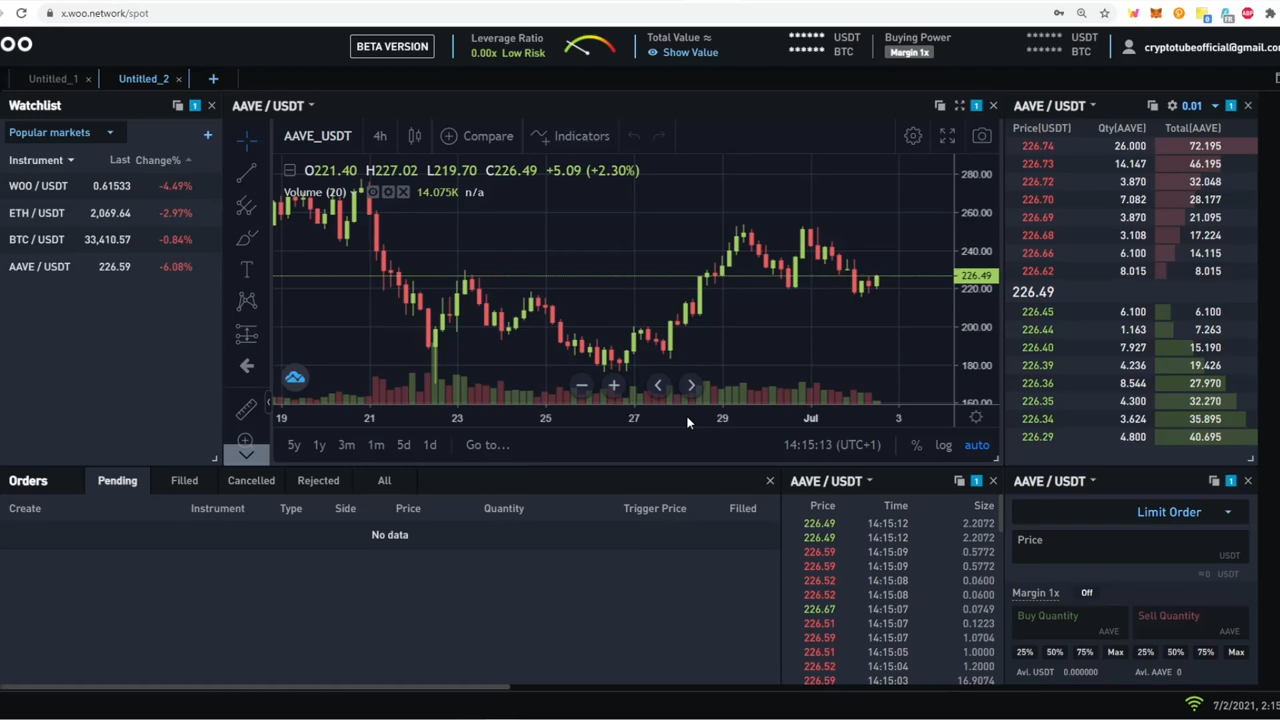 x.woo.network/spot
OO
BETA VERSION
Leverage Ratio
0.00x Low Risk
Total Value ≈
Show Value
****** USDT
****** BTC
Buying Power
Margin 1x
****** USDT
****** BTC
cryptotubeofficial@gmail.co
Untitled_1
Untitled_2
Watchlist
1
Popular markets
Instrument Last Change%
WOO / USDT 0.61533 -4.49%
ETH / USDT 2,069.64 -2.97%
BTC / USDT 33,410.57 -0.84%
AAVE / USDT 226.59 -6.08%
AAVE / USDT
1
AAVE_USDT 4h Compare Indicators
O221.40 H227.02 L219.70 C226.49 +5.09 (+2.30%)
Volume (20) 14.075K n/a
280.00
260.00
240.00
226.49
220.00
200.00
180.00
160.00
19 21 23 25 27 29 Jul 3
5y 1y 3m 1m 5d 1d Go to... 14:15:13 (UTC+1) % log auto
AAVE / USDT 0.01 1
Price(USDT) Qty(AAVE) Total(AAVE)
226.74 26.000 72.195
226.73 14.147 46.195
226.72 3.870 32.048
226.70 7.082 28.177
226.69 3.870 21.095
226.68 3.108 17.224
226.66 6.100 14.115
226.62 8.015 8.015
226.49
226.45 6.100 6.100
226.44 1.163 7.263
226.40 7.927 15.190
226.39 4.236 19.426
226.36 8.544 27.970
226.35 4.300 32.270
226.34 3.624 35.895
226.29 4.800 40.695
Orders Pending Filled Cancelled Rejected All
Create Instrument Type Side Price Quantity Trigger Price Filled
No data
AAVE / USDT 1
Price Time Size
226.49 14:15:12 2.2072
226.49 14:15:12 2.2072
226.59 14:15:09 0.5772
226.59 14:15:09 0.5772
226.52 14:15:08 0.0600
226.52 14:15:08 0.0600
226.67 14:15:07 0.0749
226.51 14:15:07 0.1223
226.59 14:15:07 1.0704
226.51 14:15:05 1.0000
226.52 14:15:04 1.2000
226.59 14:15:03 16.9074
AAVE / USDT 1
Limit Order
Price
USDT
≈0 USDT
Margin 1x Off
Buy Quantity
AAVE
Sell Quantity
AAVE
25% 50% 75% Max 25% 50% 75% Max
Avl. USDT 0.000000 Avl. AAVE 0
7/2/2021, 2:15